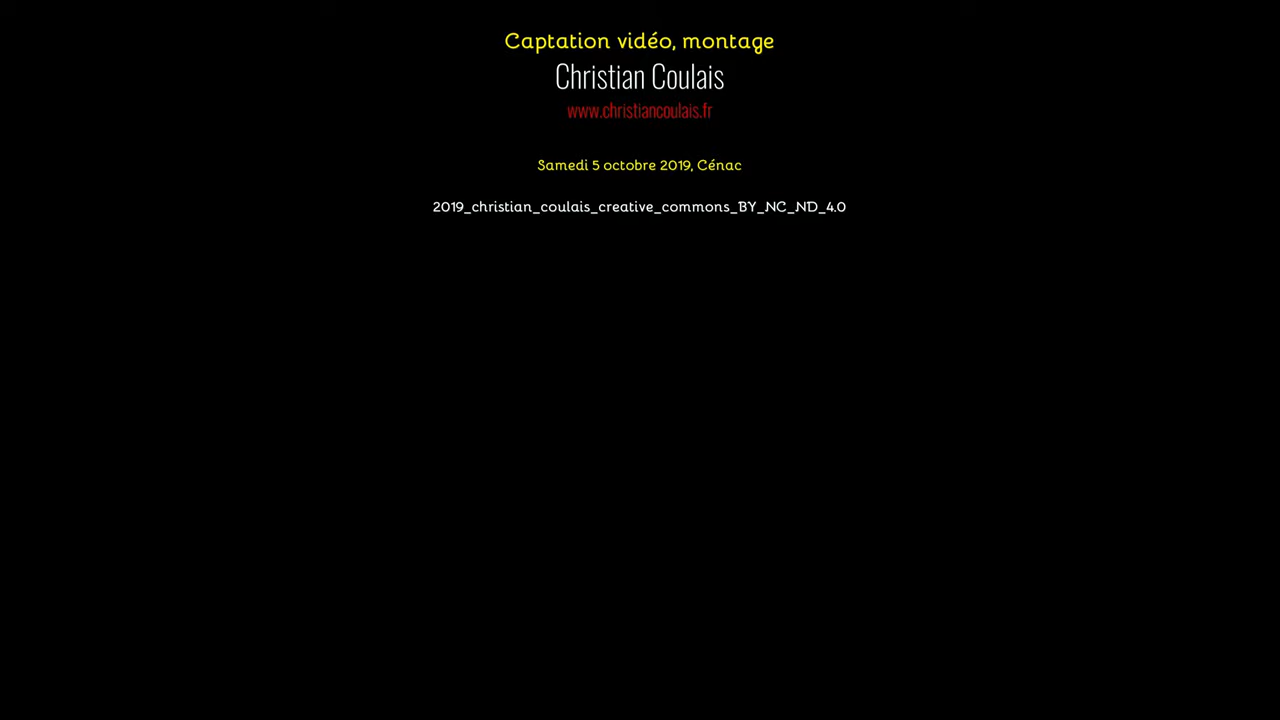 Captation vidéo, montage
Christian Coulais
www.christiancoulais.fr
Samedi 5 octobre 2019, Cénac
2019_christian_coulais_creative_commons_BY_NC_ND_4.0